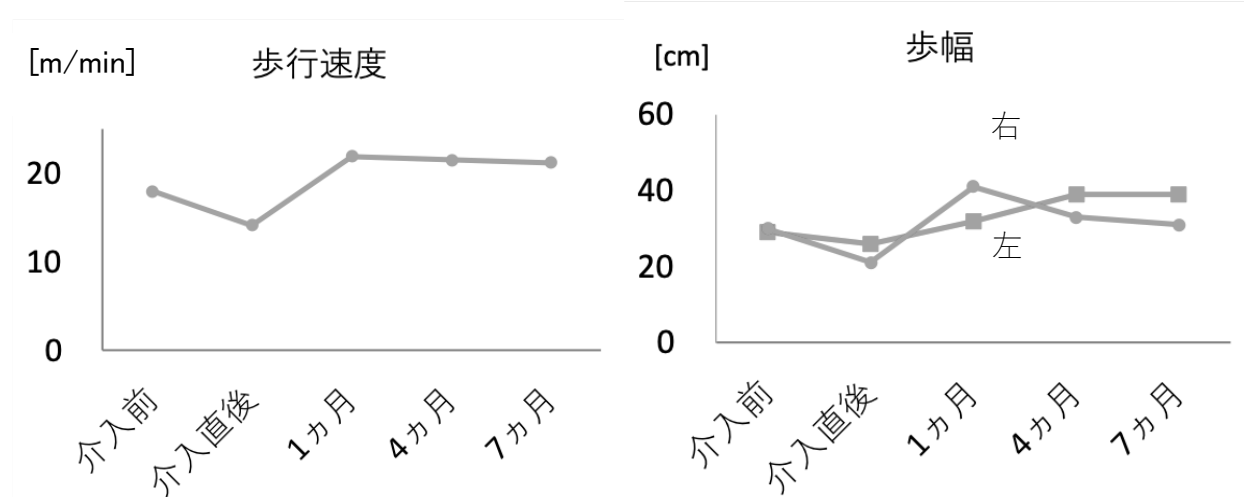 [m/min]
歩行速度
20
10
0
介入前
介入直後
1ヵ月
4ヵ月
7ヵ月
[cm]
歩幅
60
40
20
0
右
左
介入前
介入直後
1ヵ月
4ヵ月
7ヵ月